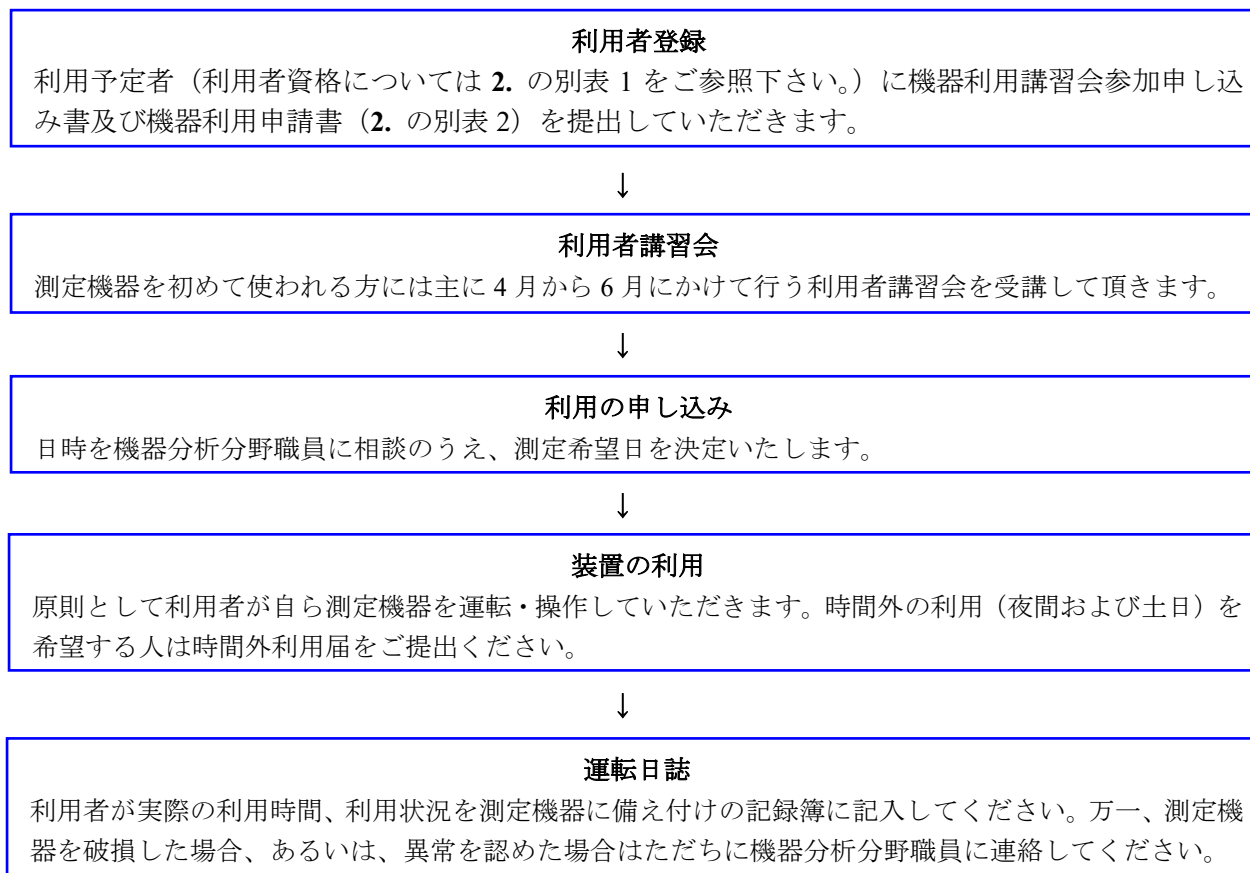 利用者登録
利用予定者（利用者資格については 2. の別表 1 をご参照下さい。）に機器利用講習会参加申し込
み書及び機器利用申請書（2. の別表 2）を提出していただきます。
↓
利用者講習会
測定機器を初めて使われる方には主に 4 月から 6 月にかけて行う利用者講習会を受講して頂きます。
↓
利用の申し込み
日時を機器分析分野職員に相談のうえ、測定希望日を決定いたします。
↓
装置の利用
原則として利用者が自ら測定機器を運転・操作していただきます。時間外の利用（夜間および土日）を
希望する人は時間外利用届をご提出ください。
↓
運転日誌
利用者が実際の利用時間、利用状況を測定機器に備え付けの記録簿に記入してください。万一、測定機
器を破損した場合、あるいは、異常を認めた場合はただちに機器分析分野職員に連絡してください。